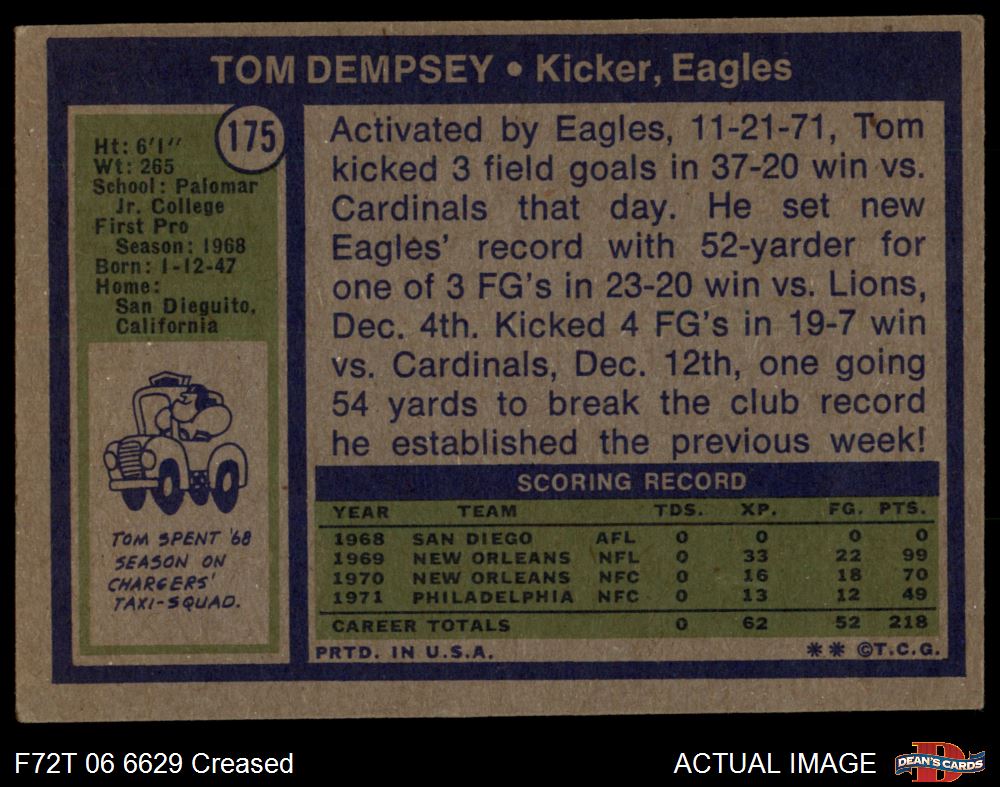 TOM DEMPSEY • Kicker, Eagles
175
Ht: 6'1"
Wt: 265
School: Palomar
Jr. College
First Pro
Season: 1968
Born: 1-12-47
Home:
San Dieguito,
California
TOM SPENT '68
SEASON ON
CHARGERS'
TAXI-SQUAD.
Activated by Eagles, 11-21-71, Tom
kicked 3 field goals in 37-20 win vs.
Cardinals that day. He set new
Eagles' record with 52-yarder for
one of 3 FG's in 23-20 win vs. Lions,
Dec. 4th. Kicked 4 FG's in 19-7 win
vs. Cardinals, Dec. 12th, one going
54 yards to break the club record
he established the previous week!
SCORING RECORD
YEAR TEAM TDS. XP. FG. PTS.
1968 SAN DIEGO AFL 0 0 0 0
1969 NEW ORLEANS NFL 0 33 22 99
1970 NEW ORLEANS NFC 0 16 18 70
1971 PHILADELPHIA NFC 0 13 12 49
CAREER TOTALS 0 62 52 218
PRTD. IN U.S.A. ** ©T.C.G.
F72T 06 6629 Creased
ACTUAL IMAGE
D
DEAN'S CARDS